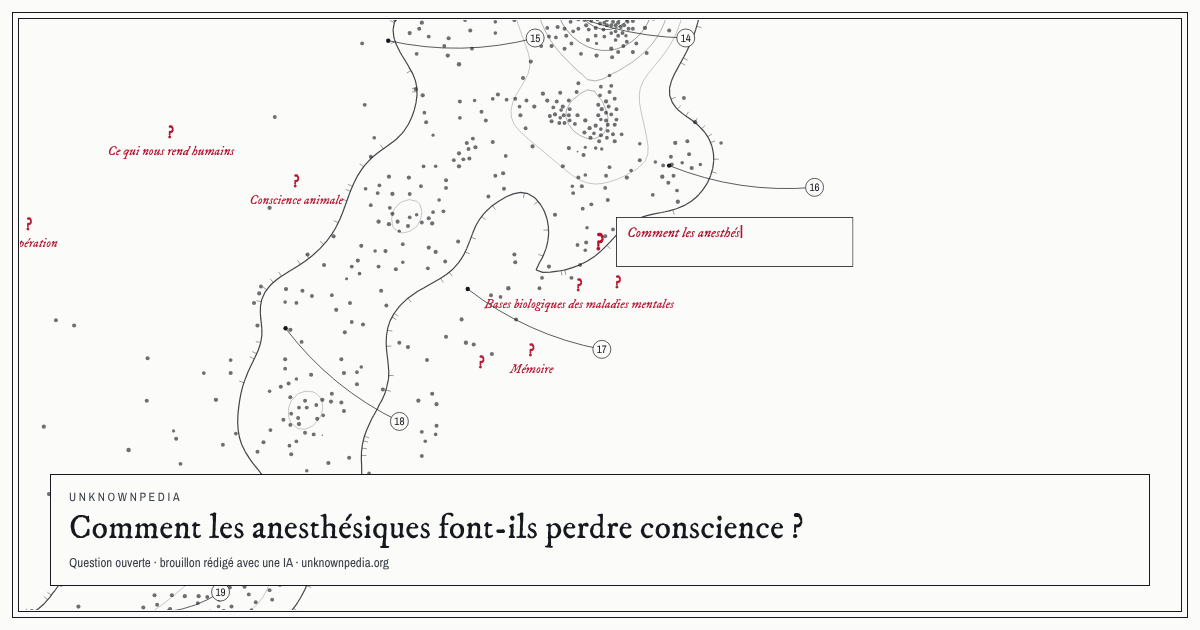 15
14
?
Ce qui nous rend humains
?
Conscience animale
16
?
pération
?
Comment les anesthés
?
?
Bases biologiques des maladies mentales
17
?
?
Mémoire
18
UNKNOWNPEDIA
Comment les anesthésiques font-ils perdre conscience ?
Question ouverte · brouillon rédigé avec une IA · unknownpedia.org
19